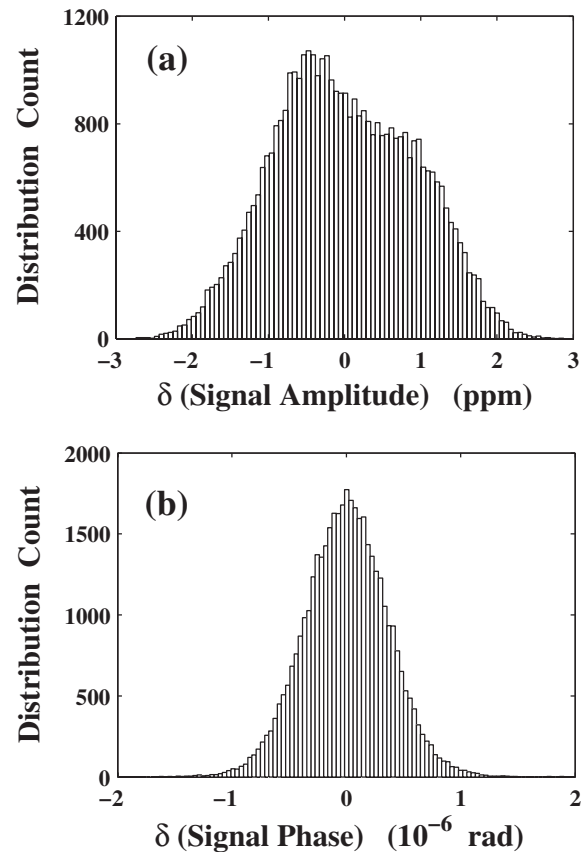 1200
(a)
800
400
0
Distribution Count
−3 −2 −1 0 1 2 3
δ (Signal Amplitude) (ppm)
2000
(b)
1500
1000
500
0
Distribution Count
−2 −1 0 1 2
δ (Signal Phase) (10⁻⁶ rad)